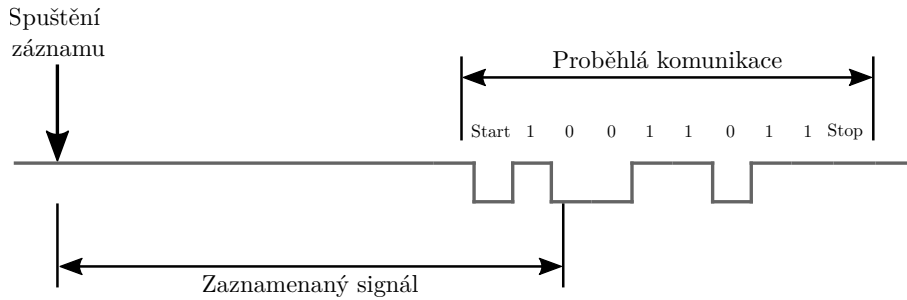 Spuštění
záznamu
Proběhlá komunikace
Start 1 0 0 1 1 0 1 1 Stop
Zaznamenaný signál